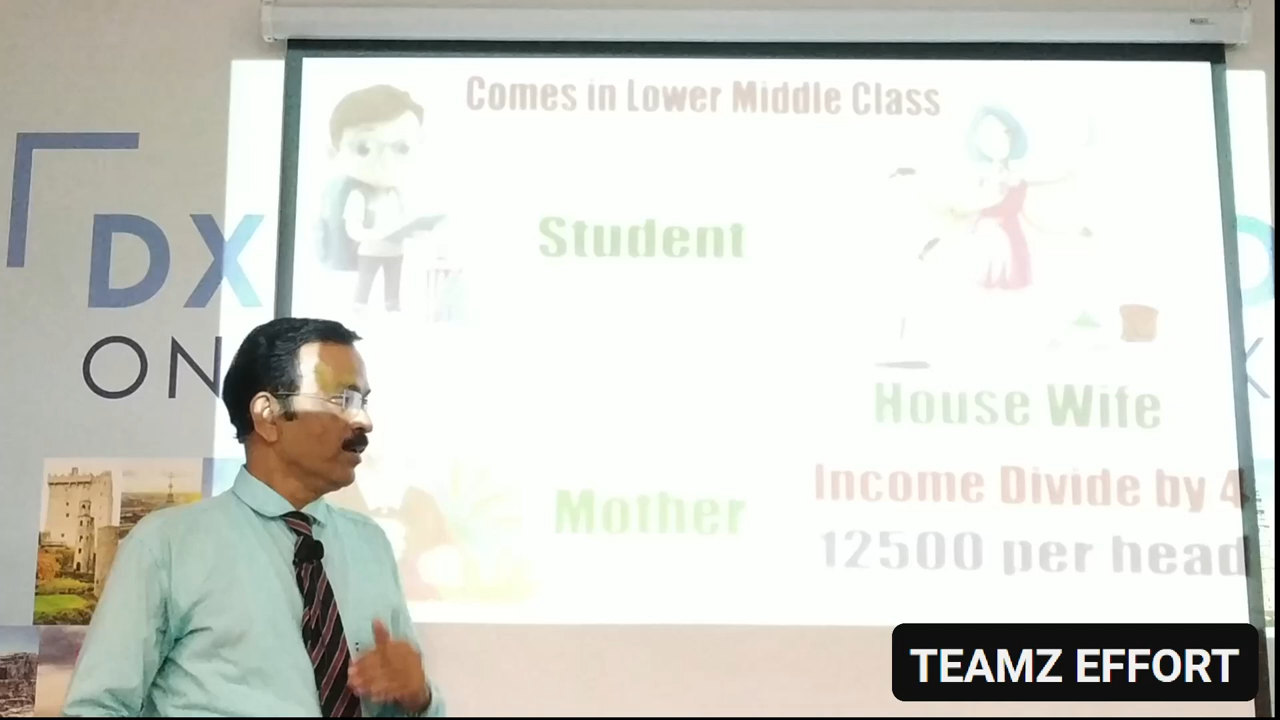 Comes in Lower Middle Class
DX
ON
Student
House Wife
Mother
Income Divide by 4
12500 per head
TEAMZ EFFORT